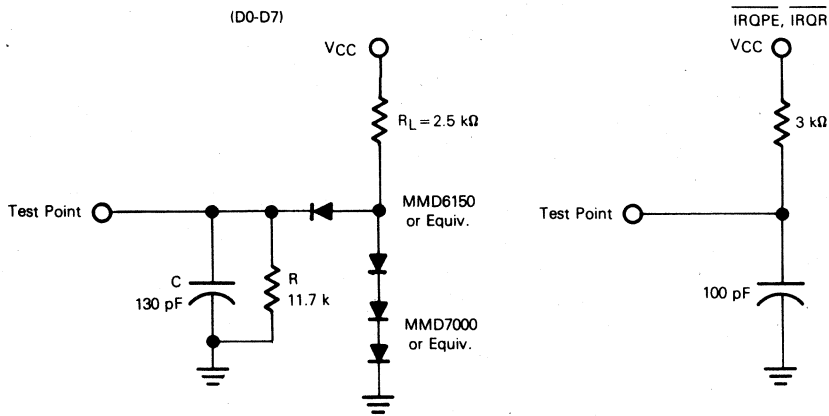 (D0-D7)
VCC
RL = 2.5 kΩ
MMD6150
or Equiv.
Test Point
C
130 pF
R
11.7 k
MMD7000
or Equiv.
IRQPE, IRQR
VCC
3 kΩ
Test Point
100 pF